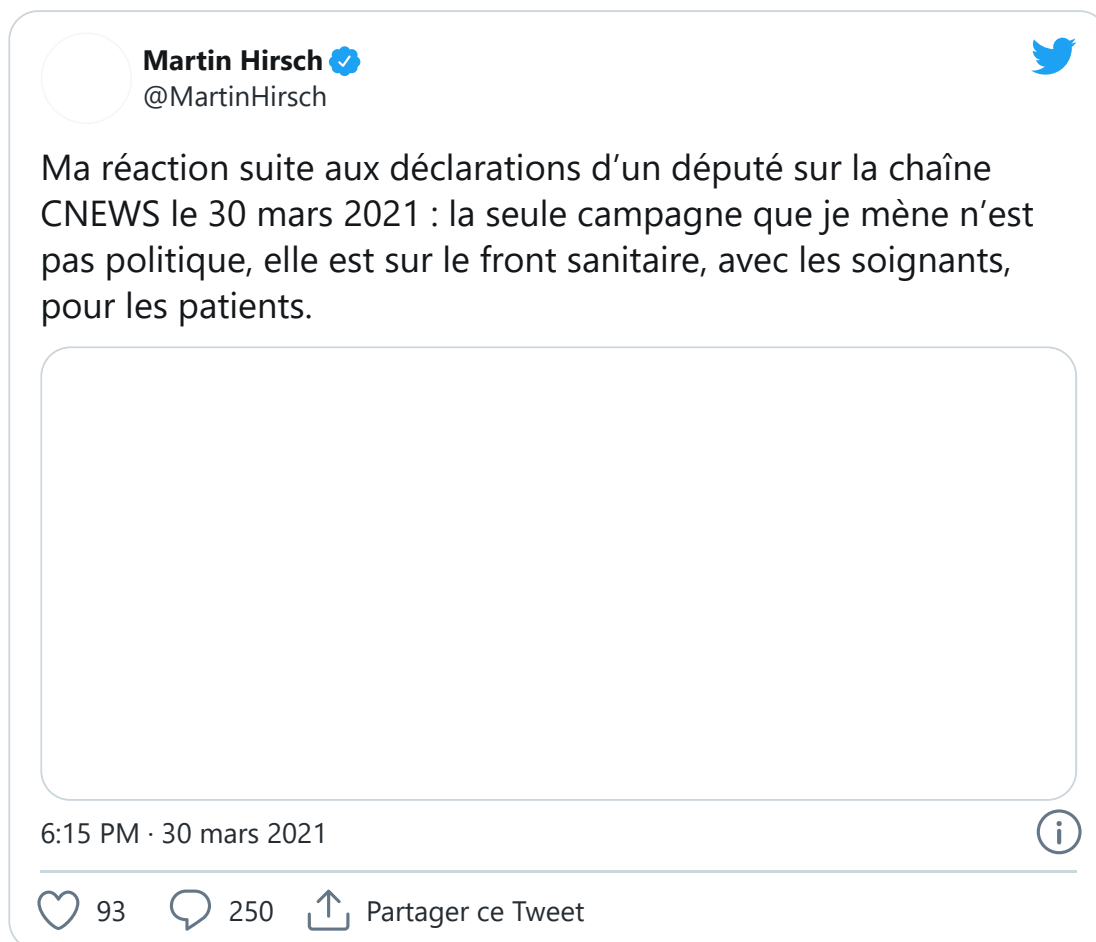 Martin Hirsch
@MartinHirsch
Ma réaction suite aux déclarations d’un député sur la chaîne
CNEWS le 30 mars 2021 : la seule campagne que je mène n’est
pas politique, elle est sur le front sanitaire, avec les soignants,
pour les patients.
6:15 PM · 30 mars 2021
93 250 Partager ce Tweet